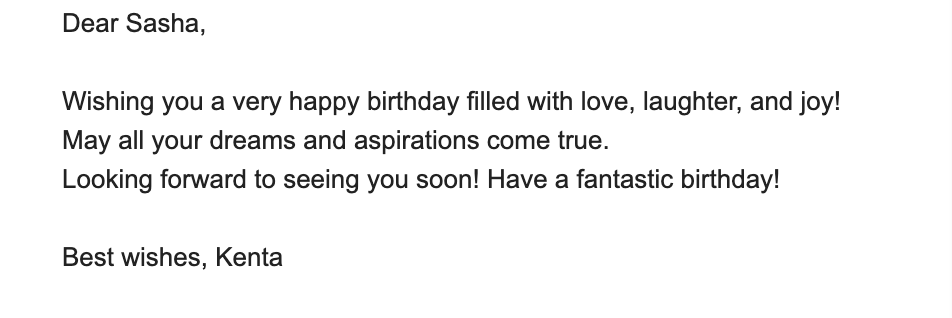 Dear Sasha,
Wishing you a very happy birthday filled with love, laughter, and joy!
May all your dreams and aspirations come true.
Looking forward to seeing you soon! Have a fantastic birthday!
Best wishes, Kenta